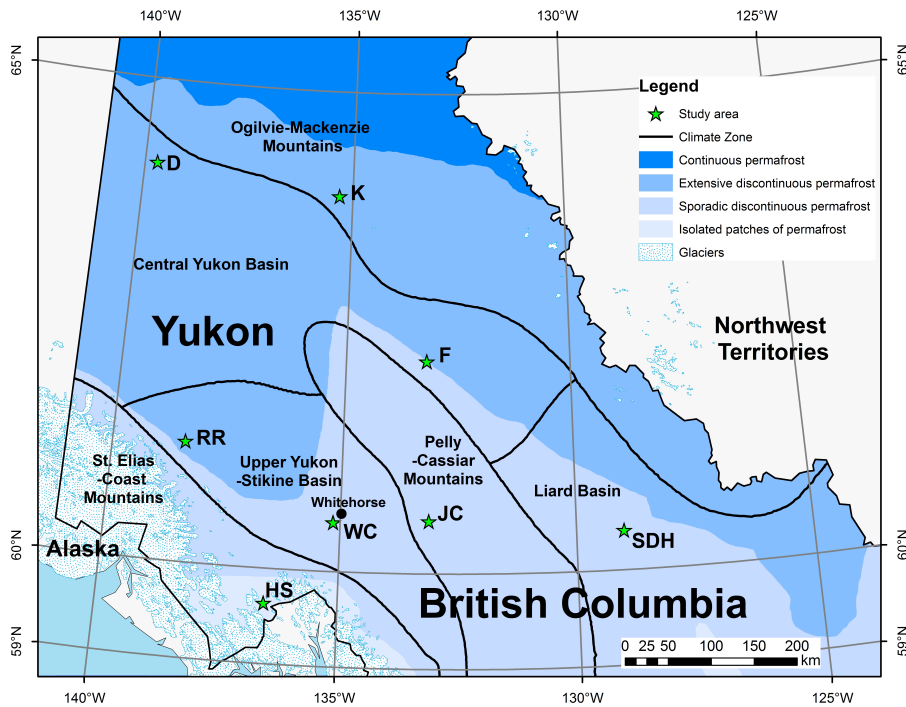 140°W
135°W
130°W
125°W
65°N
65°N
Legend
Study area
Climate Zone
Continuous permafrost
Extensive discontinuous permafrost
Sporadic discontinuous permafrost
Isolated patches of permafrost
Glaciers
Ogilvie-Mackenzie
Mountains
D
K
Central Yukon Basin
Yukon
Northwest
Territories
F
RR
Pelly
-Cassiar
Mountains
St. Elias
-Coast
Mountains
Upper Yukon
-Stikine Basin
Liard Basin
Whitehorse
WC
JC
SDH
60°N
60°N
Alaska
HS
British Columbia
59°N
59°N
0 25 50 100 150 200
km
140°W
135°W
130°W
125°W